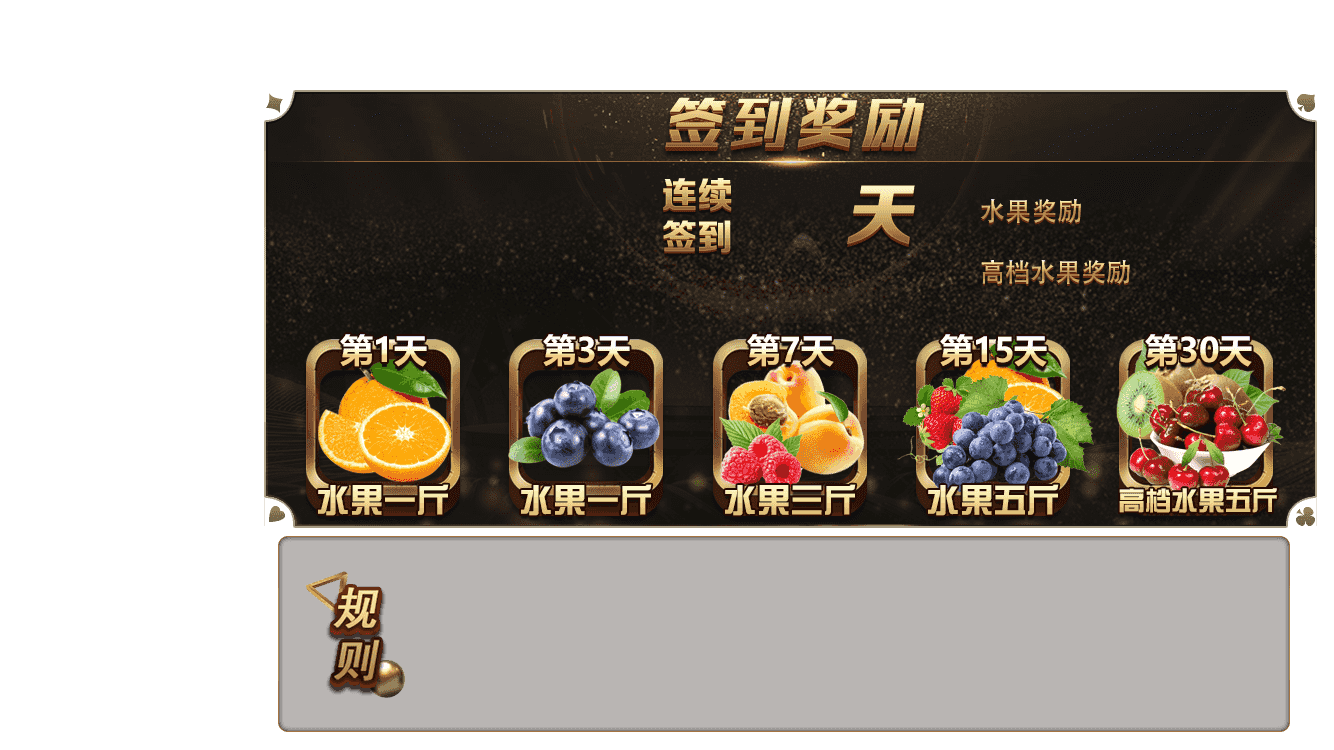 签到奖励
连续
签到
天
水果奖励
高档水果奖励
第1天
水果一斤
第3天
水果一斤
第7天
水果三斤
第15天
水果五斤
第30天
高档水果五斤
规
则